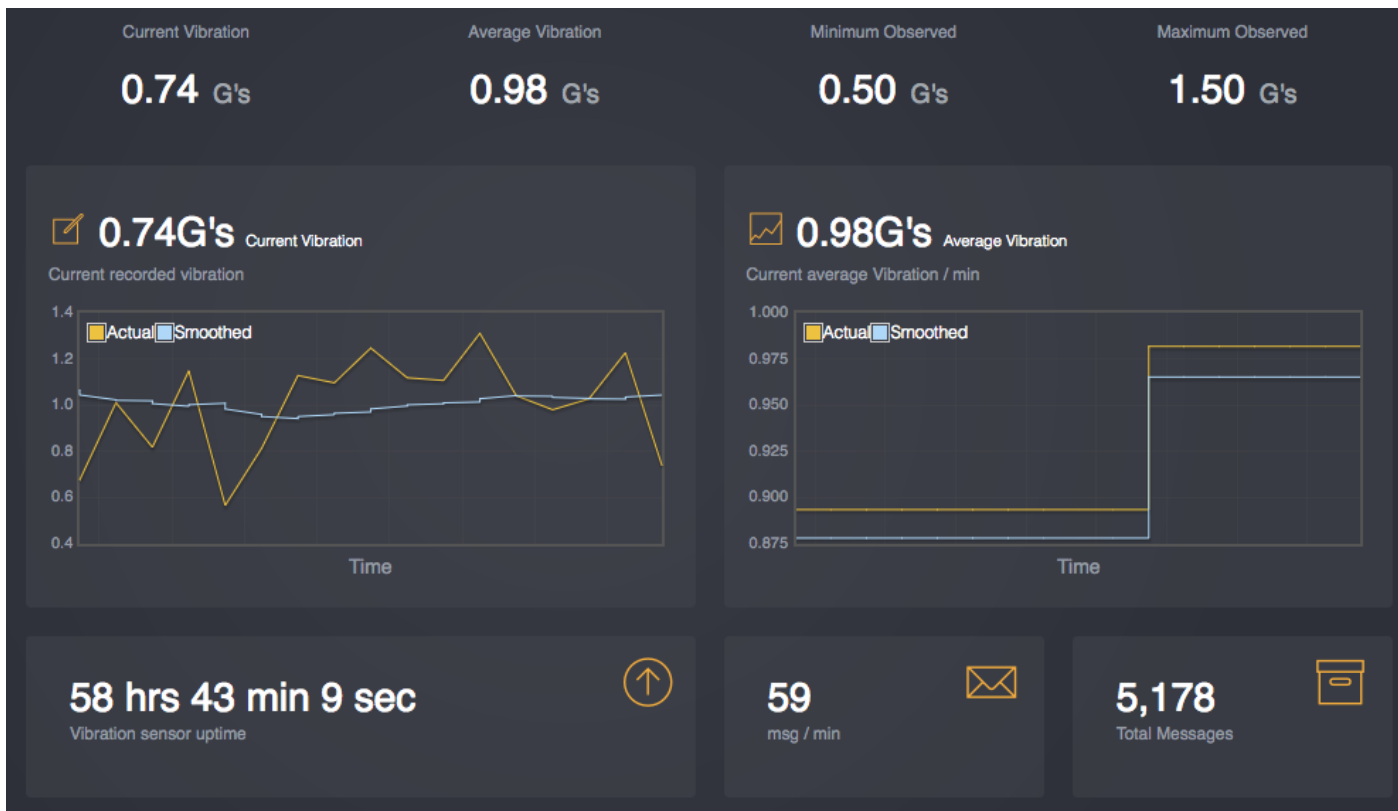 Current Vibration
Average Vibration
Minimum Observed
Maximum Observed
0.74 G's
0.98 G's
0.50 G's
1.50 G's
0.74G's Current Vibration
Current recorded vibration
1.4
1.2
1.0
0.8
0.6
0.4
Actual Smoothed
Time
0.98G's Average Vibration
Current average Vibration / min
1.000
0.975
0.950
0.925
0.900
0.875
Actual Smoothed
Time
58 hrs 43 min 9 sec
Vibration sensor uptime
59
msg / min
5,178
Total Messages